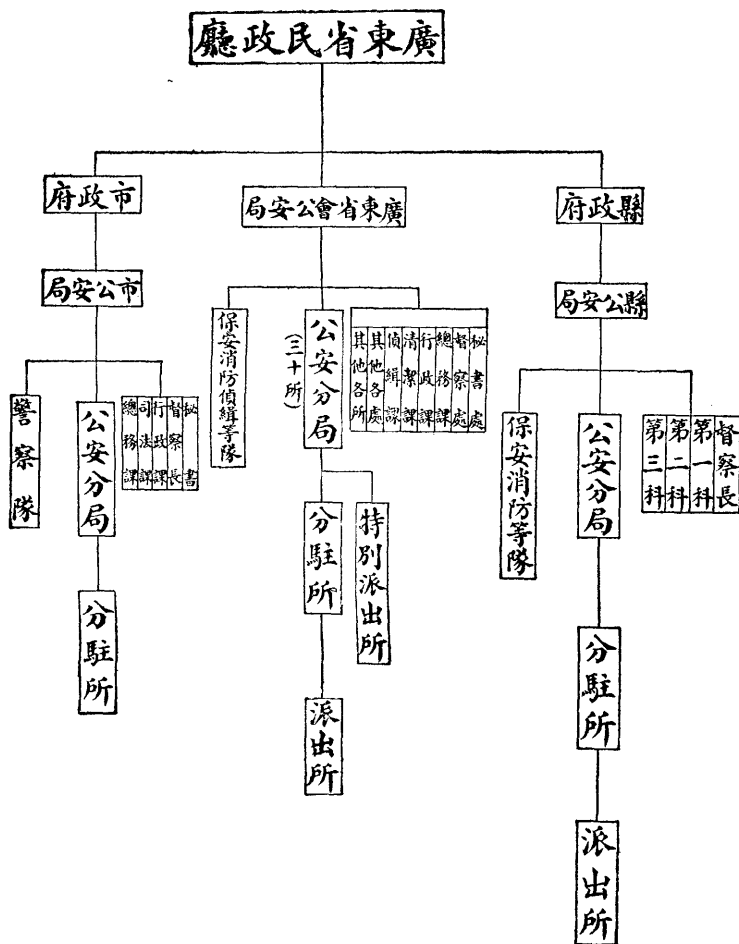 廣東省民政廳
縣政府
廣東省會公安局
市政府
縣公安局
市公安局
督察長
第一科
第二科
第三科
公安分局
保安消防等隊
分駐所
派出所
秘書處
督察處
總務課
行政課
清潔課
偵緝課
其他各處
其他各所
公安分局
(三十所)
保安消防偵緝等隊
特別派出所
分駐所
派出所
秘書
督察長
行政課
司法課
總務課
公安分局
警察隊
分駐所